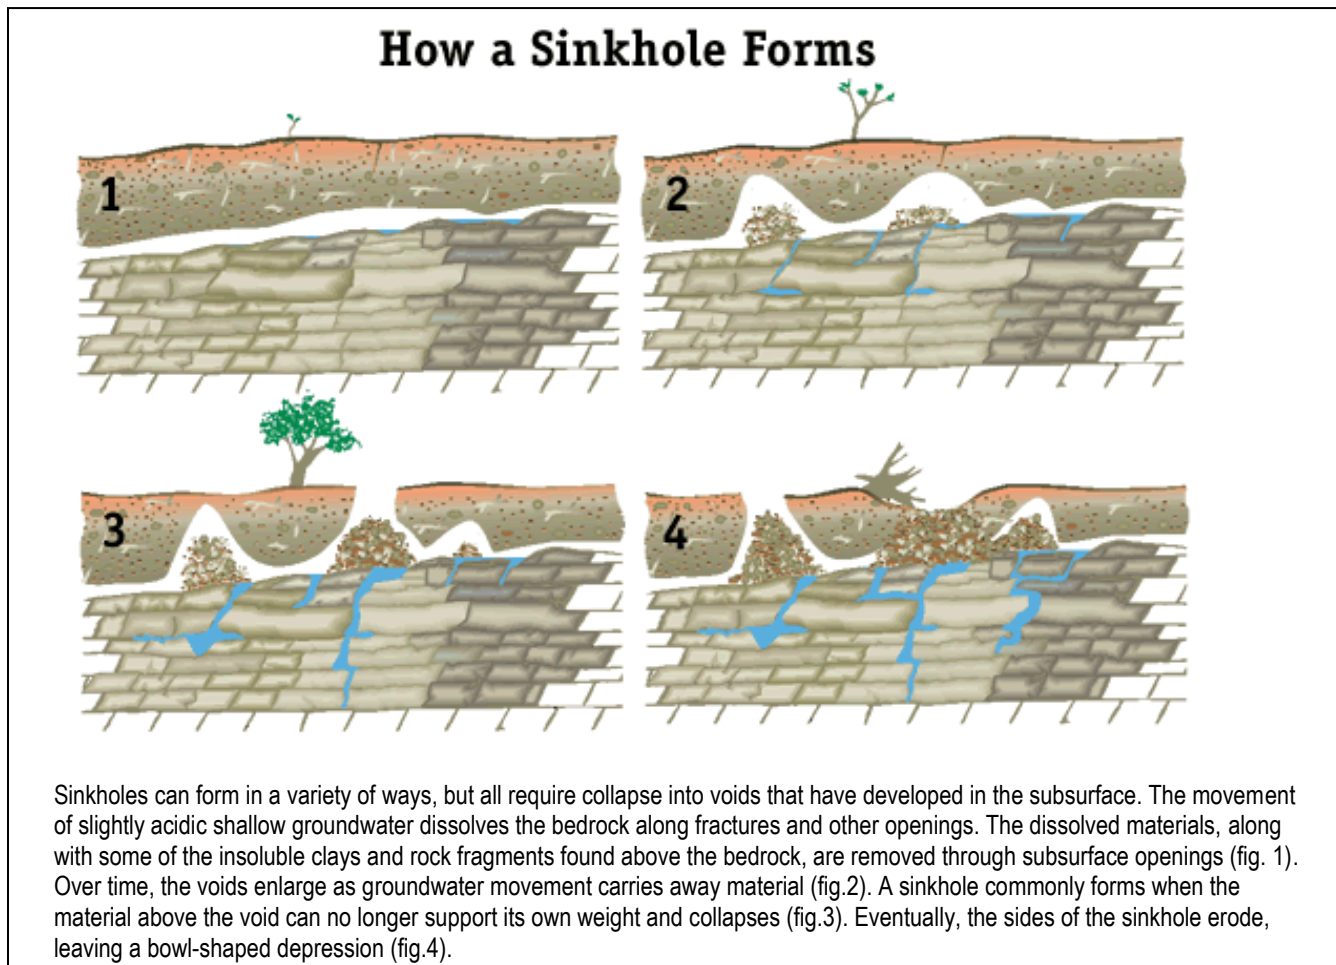 How a Sinkhole Forms
1
2
3
4
Sinkholes can form in a variety of ways, but all require collapse into voids that have developed in the subsurface. The movement
of slightly acidic shallow groundwater dissolves the bedrock along fractures and other openings. The dissolved materials, along
with some of the insoluble clays and rock fragments found above the bedrock, are removed through subsurface openings (fig. 1).
Over time, the voids enlarge as groundwater movement carries away material (fig.2). A sinkhole commonly forms when the
material above the void can no longer support its own weight and collapses (fig.3). Eventually, the sides of the sinkhole erode,
leaving a bowl-shaped depression (fig.4).